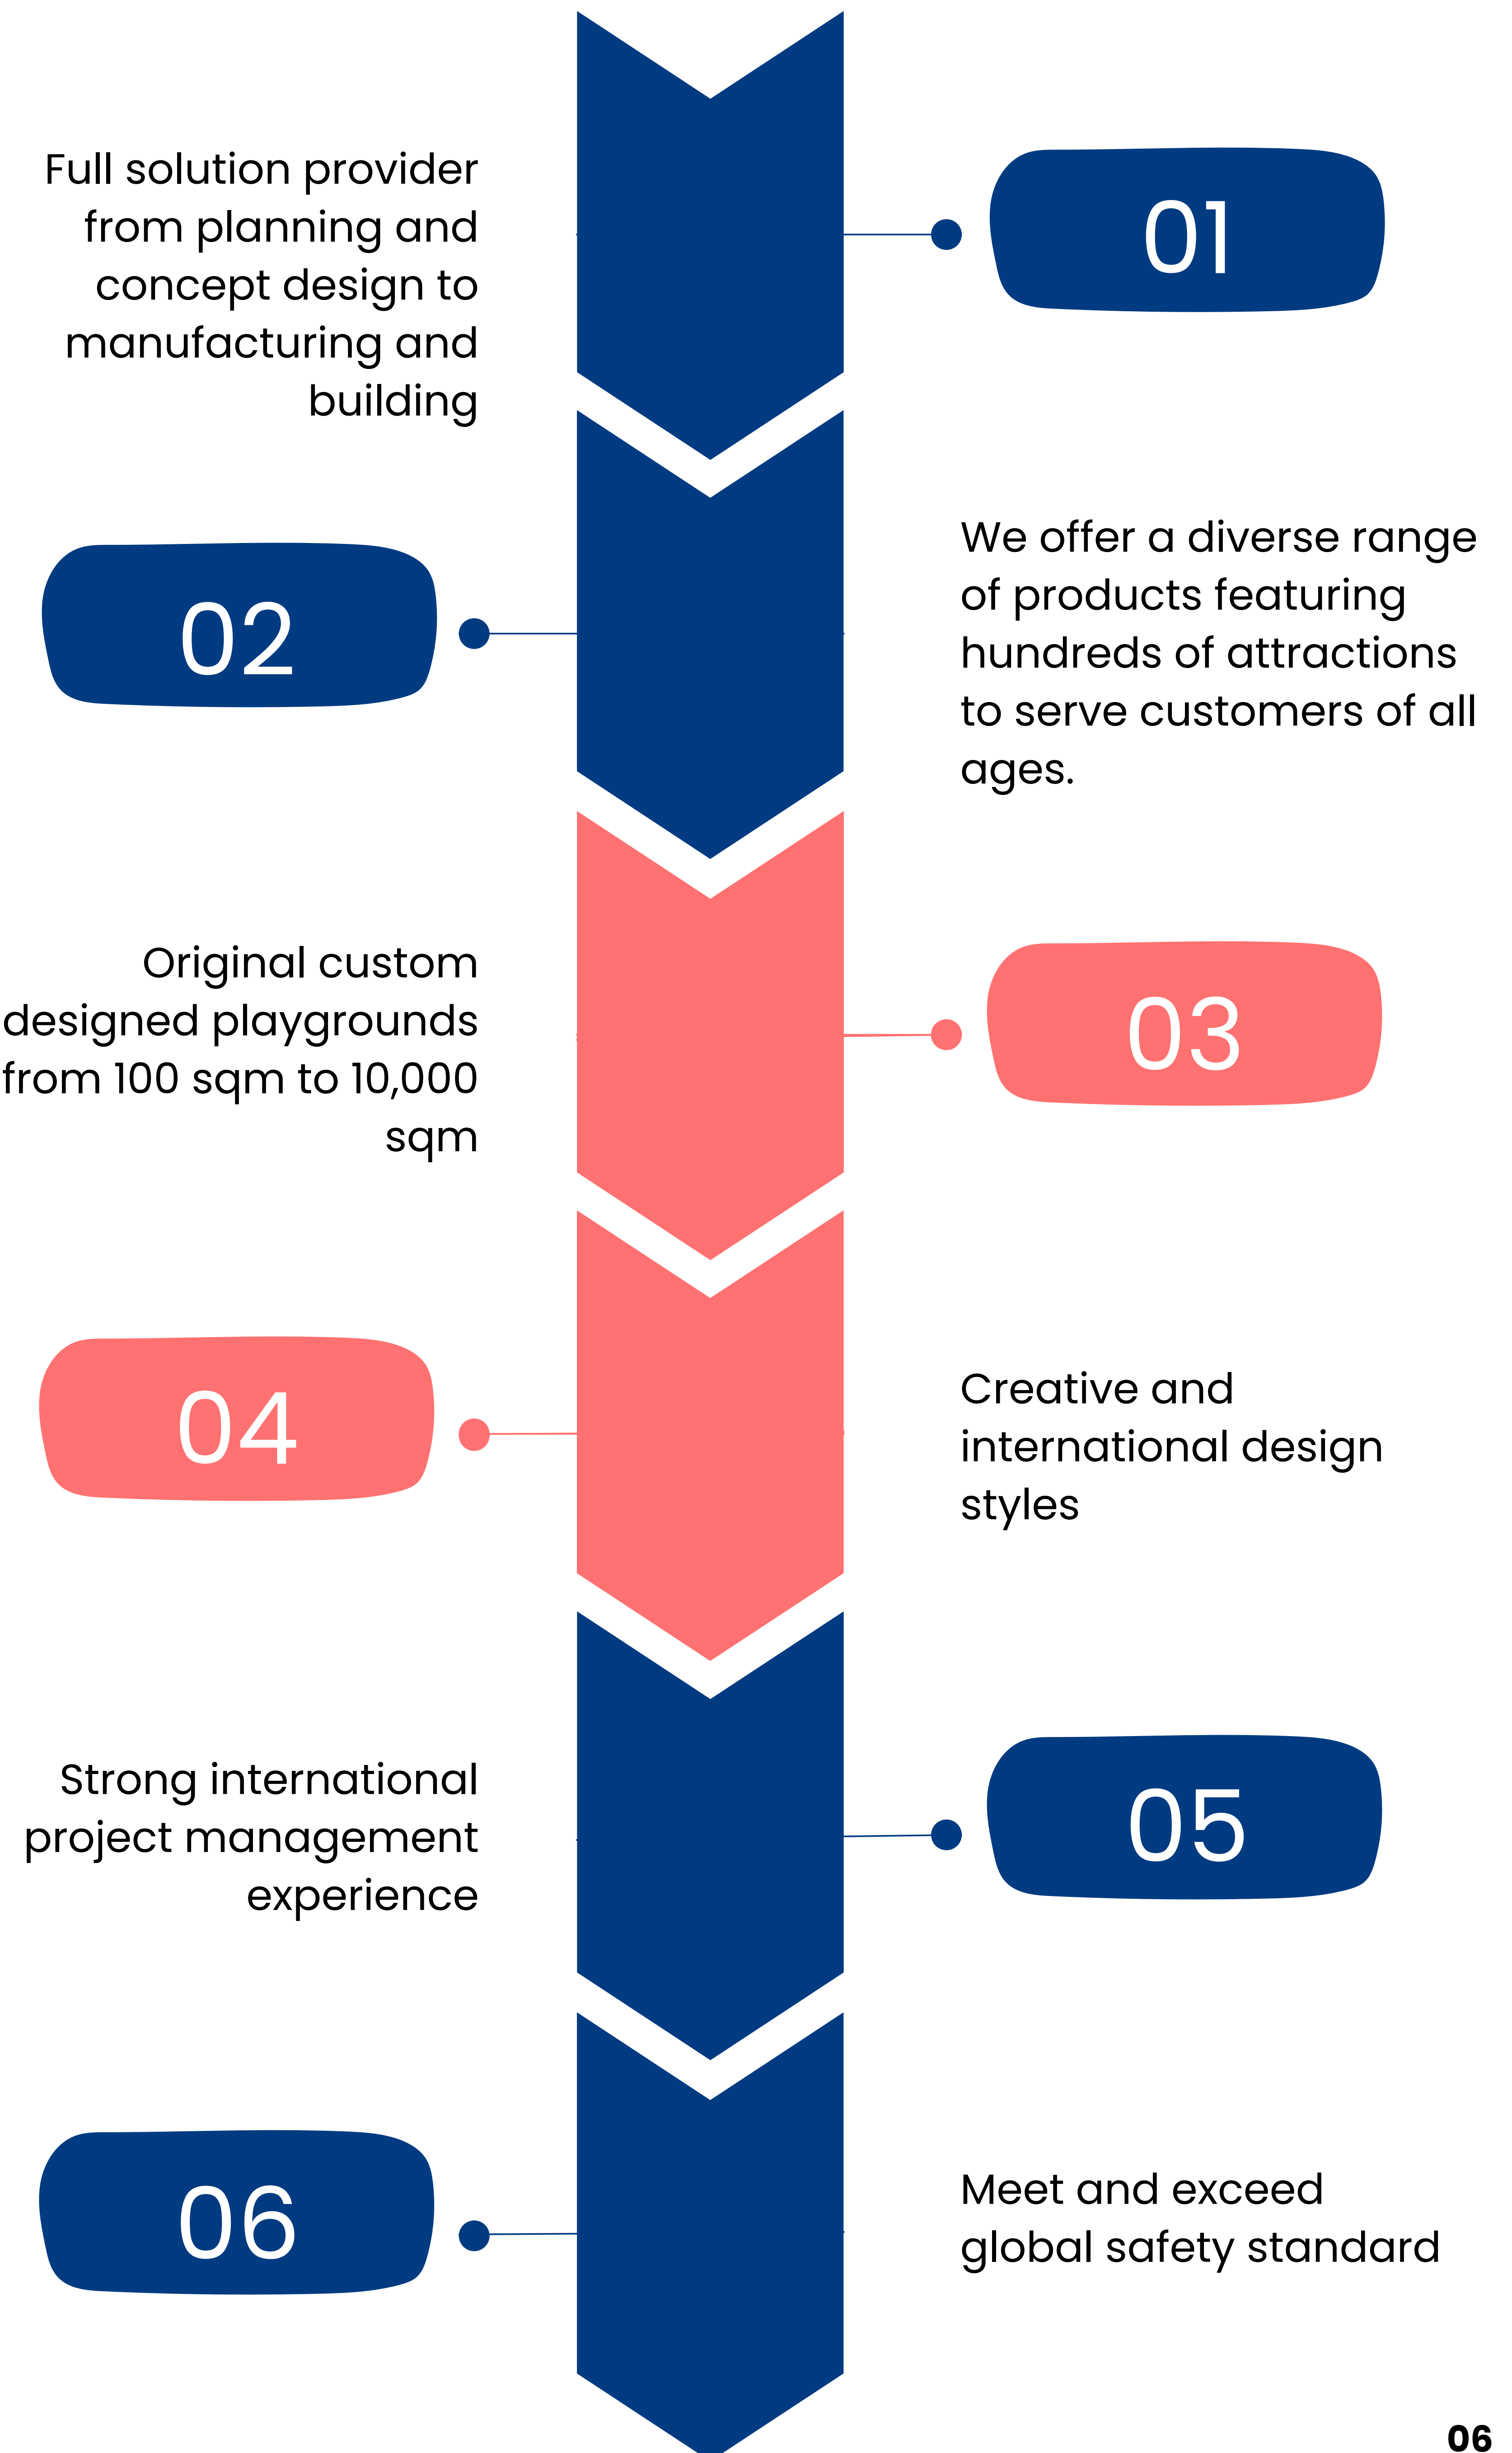 Full solution provider
from planning and
concept design to
manufacturing and
building
01
02
We offer a diverse range
of products featuring
hundreds of attractions
to serve customers of all
ages.
Original custom
designed playgrounds
from 100 sqm to 10,000
sqm
03
04
Creative and
international design
styles
Strong international
project management
experience
05
06
Meet and exceed
global safety standard
06